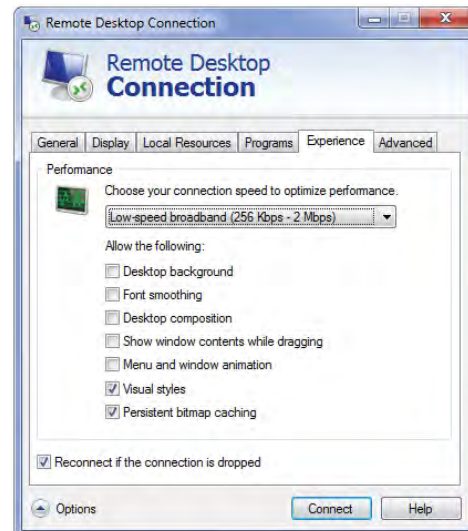 Remote Desktop Connection
Remote Desktop
Connection
General Display Local Resources Programs Experience Advanced
Performance
Choose your connection speed to optimize performance.
Low-speed broadband (256 Kbps - 2 Mbps)
Allow the following:
Desktop background
Font smoothing
Desktop composition
Show window contents while dragging
Menu and window animation
Visual styles
Persistent bitmap caching
Reconnect if the connection is dropped
Options Connect Help